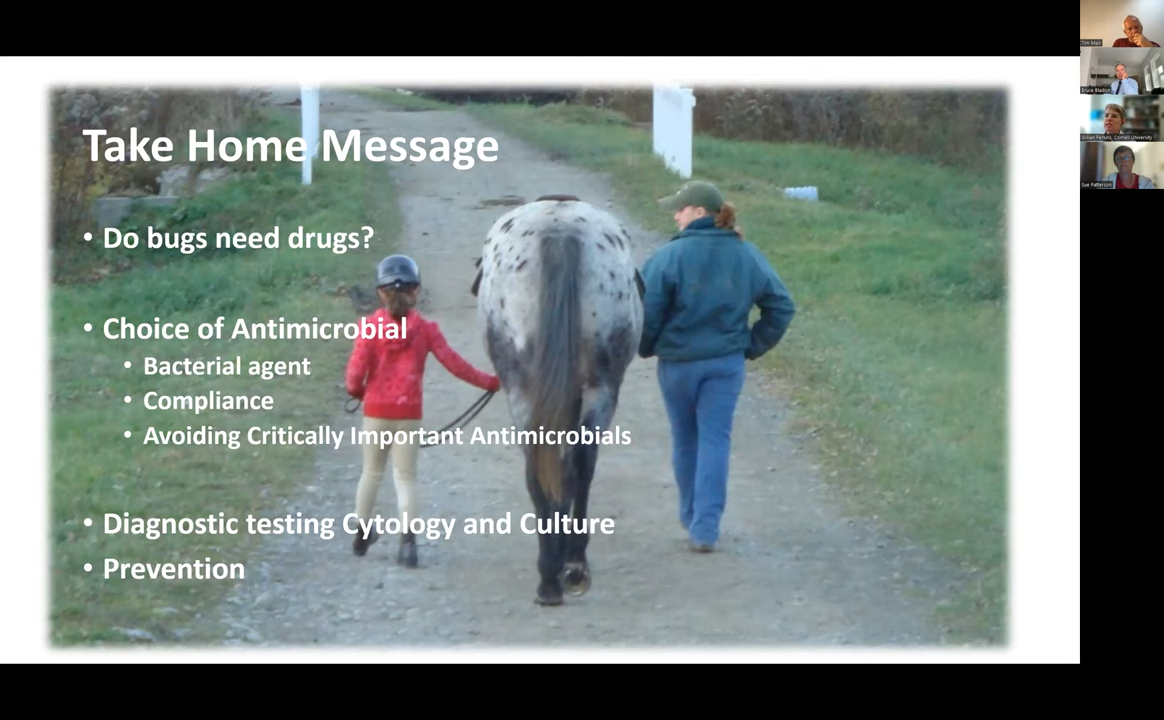 Take Home Message
• Do bugs need drugs?
• Choice of Antimicrobial
• Bacterial agent
• Compliance
• Avoiding Critically Important Antimicrobials
• Diagnostic testing Cytology and Culture
• Prevention
Tim Mair
Bruce Bladon
Gillian Perkins, Cornell University
Sue Patterson